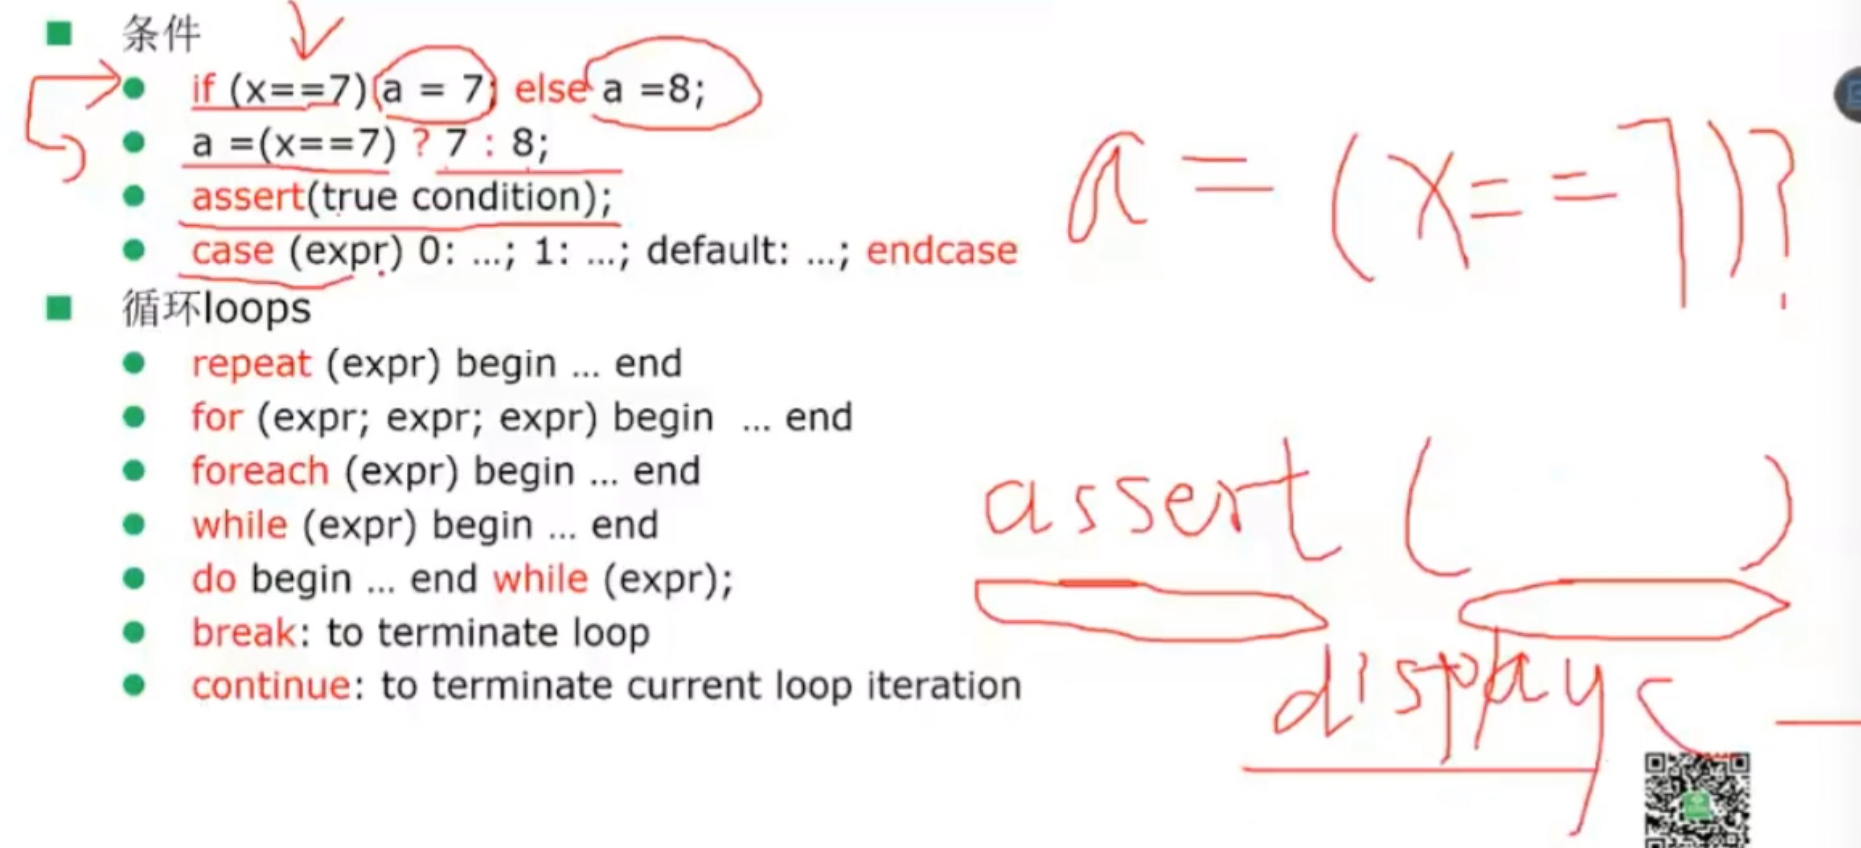 条件
if (x==7) a = 7; else a =8;
a =(x==7) ? 7 : 8;
assert(true condition);
case (expr) 0: ...; 1: ...; default: ...; endcase
循环loops
repeat (expr) begin ... end
for (expr; expr; expr) begin ... end
foreach (expr) begin ... end
while (expr) begin ... end
do begin ... end while (expr);
break: to terminate loop
continue: to terminate current loop iteration
a = (x==7)?
assert ( )
display (